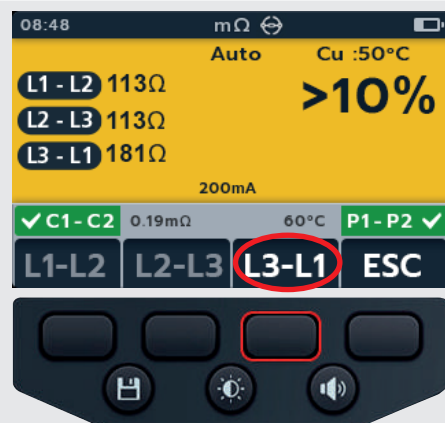 08:48 mΩ
Auto Cu :50°C
L1 - L2 113Ω >10%
L2 - L3 113Ω
L3 - L1 181Ω
200mA
✓ C1- C2 0.19mΩ 60°C P1- P2 ✓
L1-L2 L2-L3 L3-L1 ESC